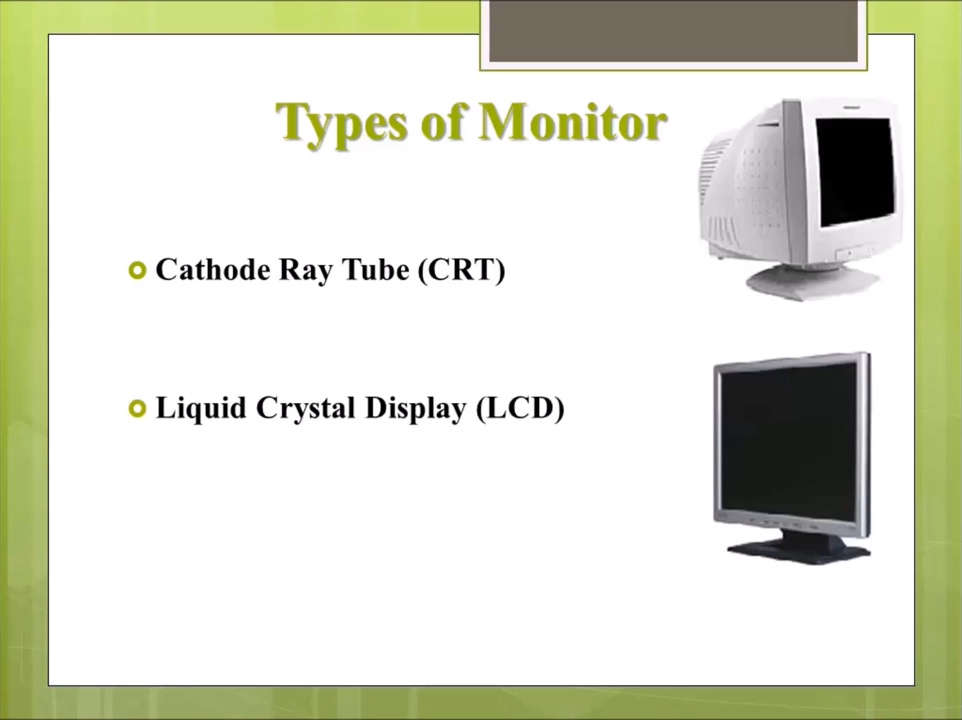 Types of Monitor
Cathode Ray Tube (CRT)
Liquid Crystal Display (LCD)